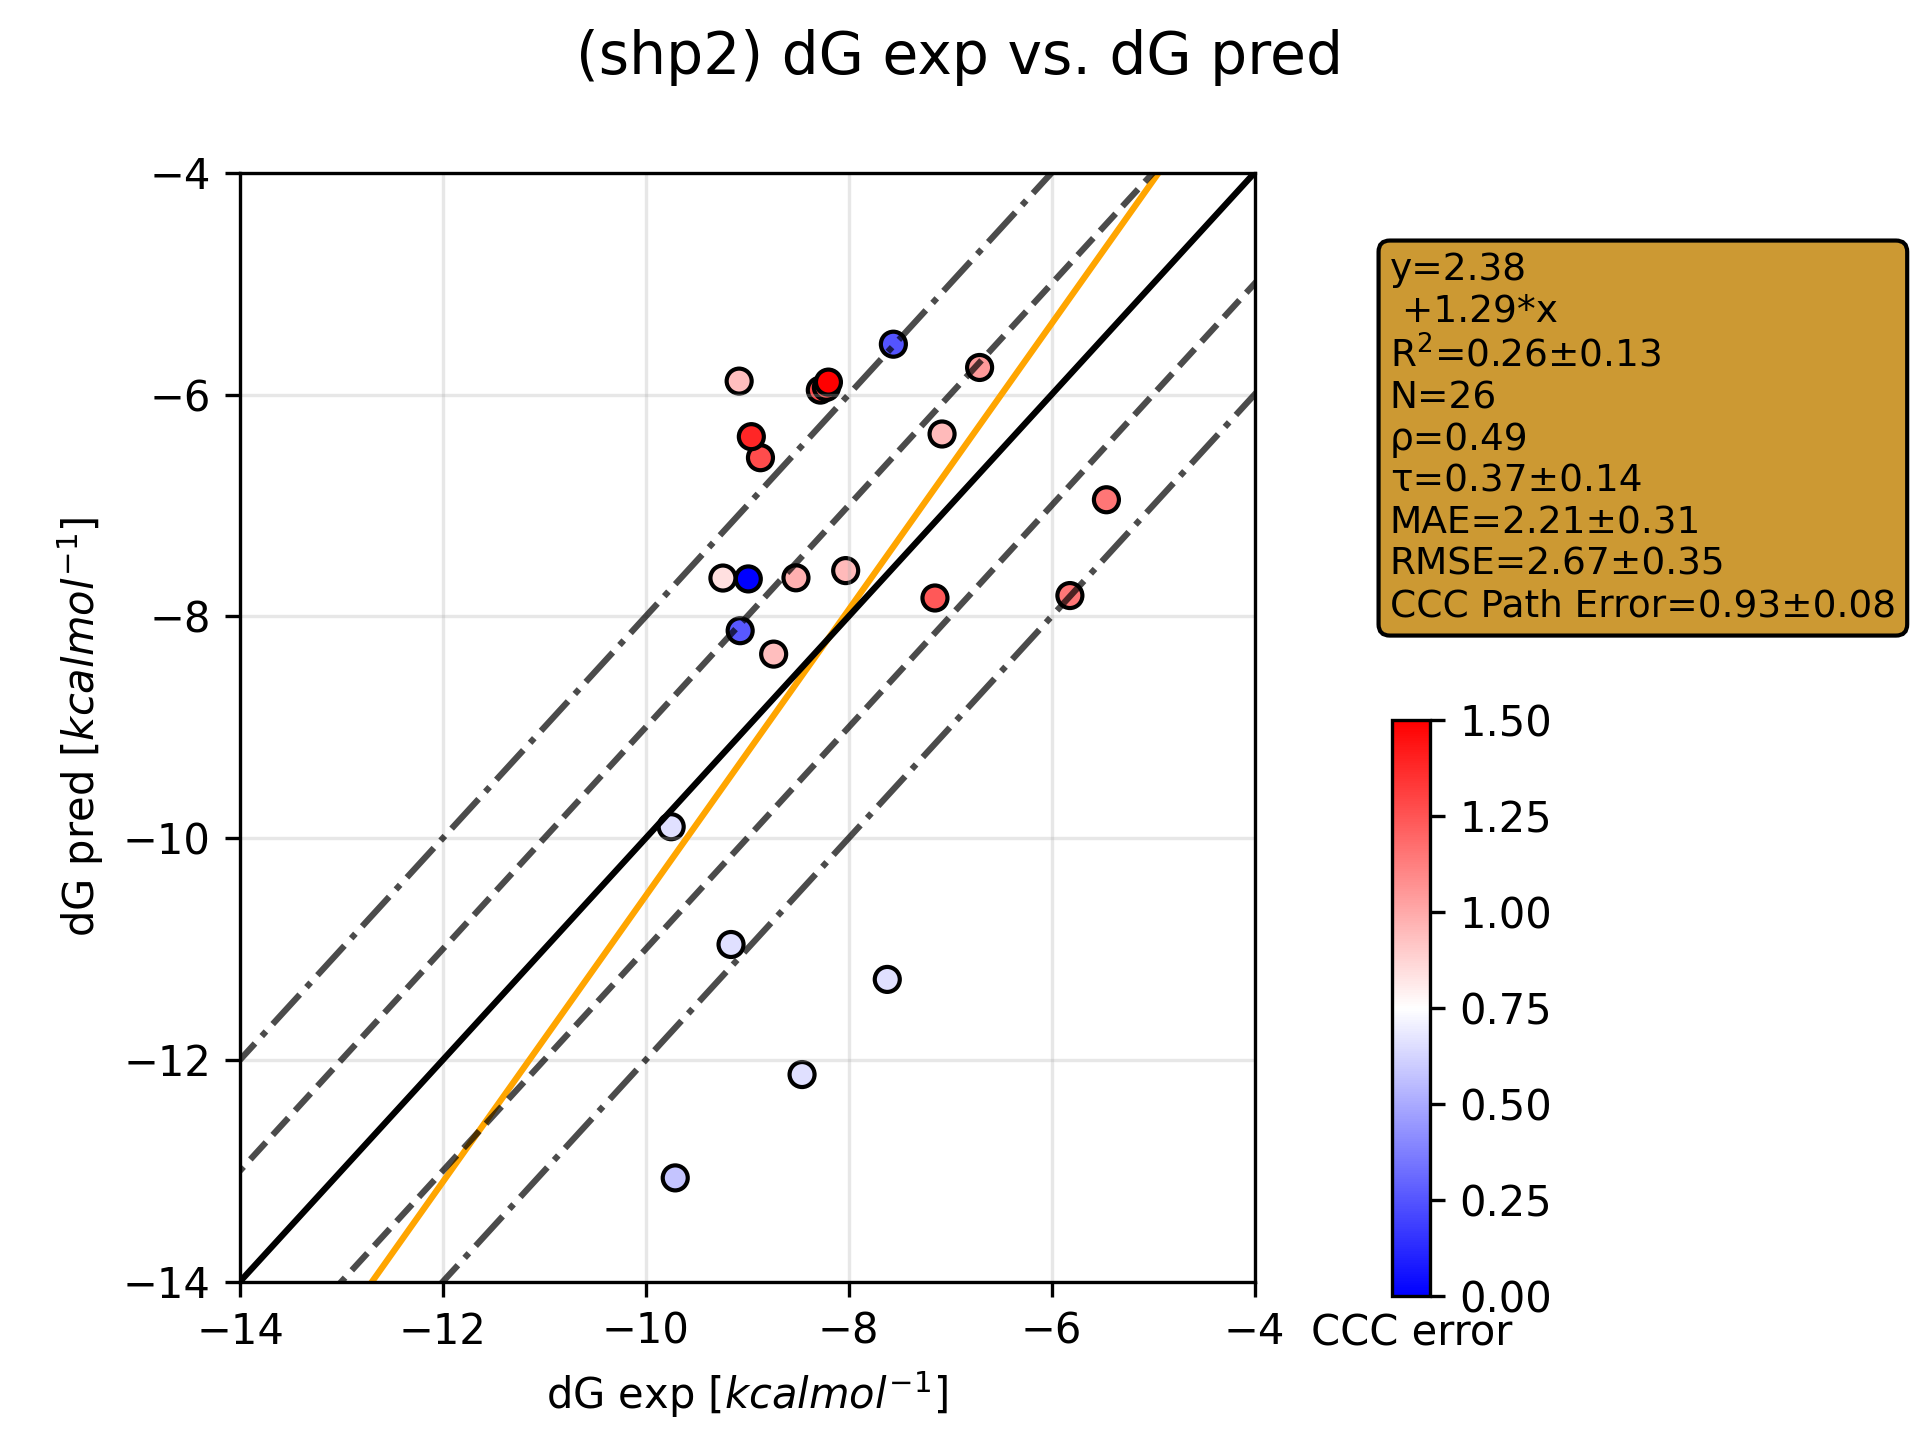 (shp2) dG exp vs. dG pred
−4
−6
−8
−10
−12
−14
dG pred [kcalmol⁻¹]
−14
−12
−10
−8
−6
−4
dG exp [kcalmol⁻¹]
y=2.38
+1.29*x
R²=0.26±0.13
N=26
ρ=0.49
τ=0.37±0.14
MAE=2.21±0.31
RMSE=2.67±0.35
CCC Path Error=0.93±0.08
1.50
1.25
1.00
0.75
0.50
0.25
0.00
CCC error